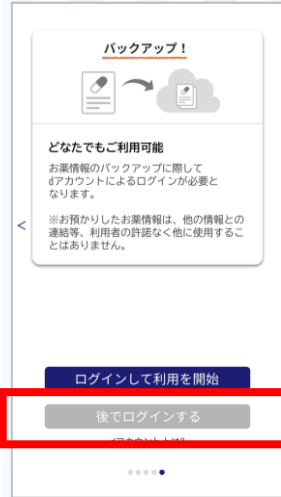 バックアップ!
どなたでもご利用可能
お薬情報のバックアップに際して
dアカウントによるログインが必要と
なります。
※お預かりしたお薬情報は、他の情報との
連結等、利用者の許諾なく他に使用するこ
とはありません。
<
ログインして利用を開始
後でログインする